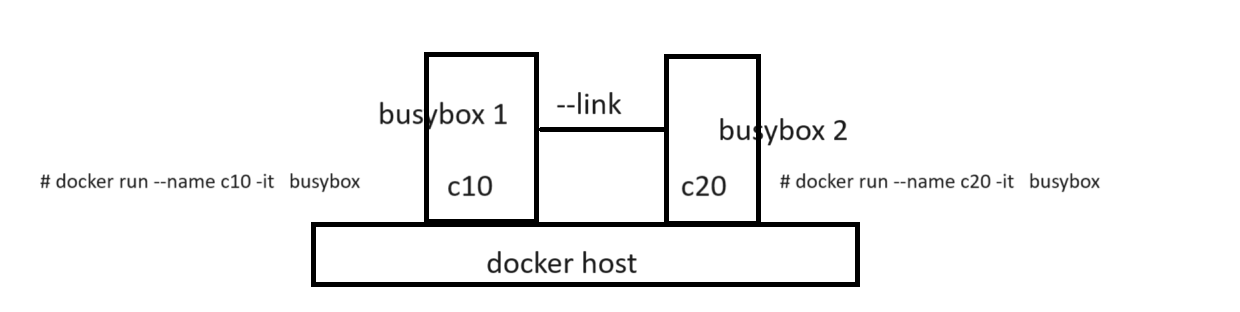 busybox 1
--link
busybox 2
# docker run --name c10 -it   busybox
c10
c20
# docker run --name c20 -it   busybox
docker host